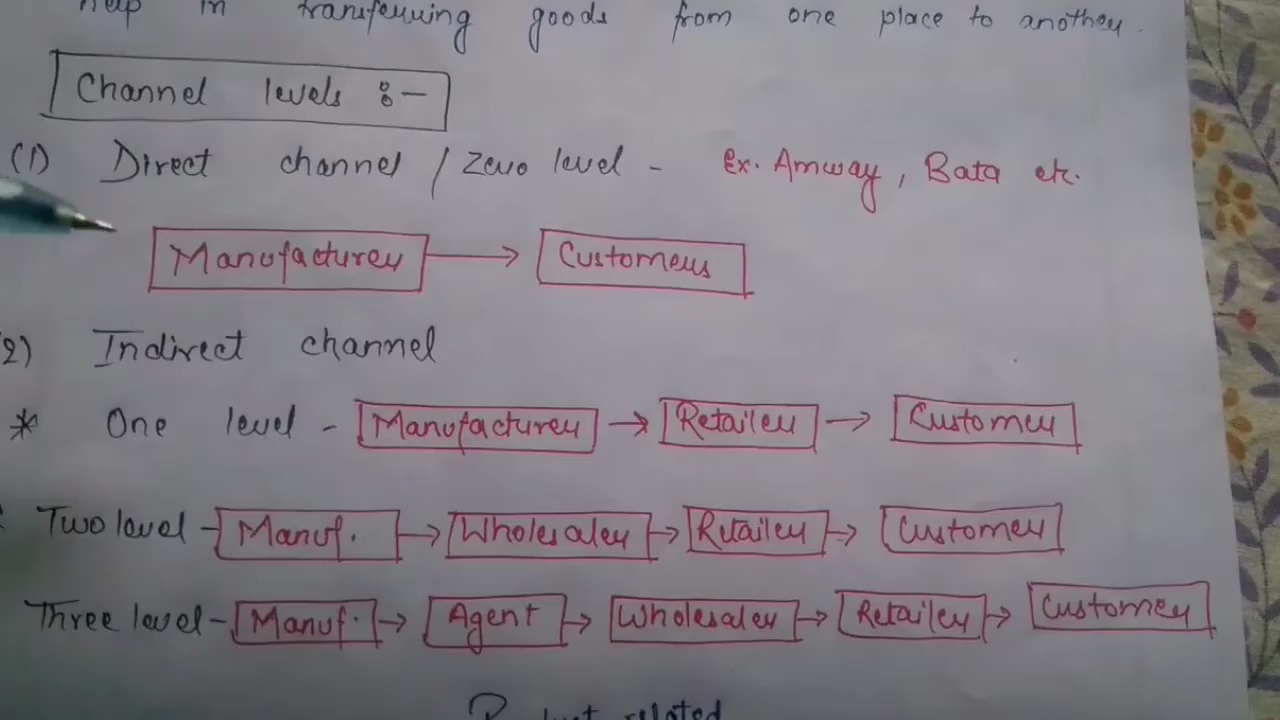 help in transferring goods from one place to another.
Channel levels :-
(1) Direct channel / Zero level - Ex. Amway, Bata etc.
Manufacturer → Customers
2) Indirect channel
* One level - Manufacturer → Retailer → Customer
Two level - Manuf. → Wholesaler → Retailer → Customer
Three level - Manuf. → Agent → Wholesaler → Retailer → Customer
related